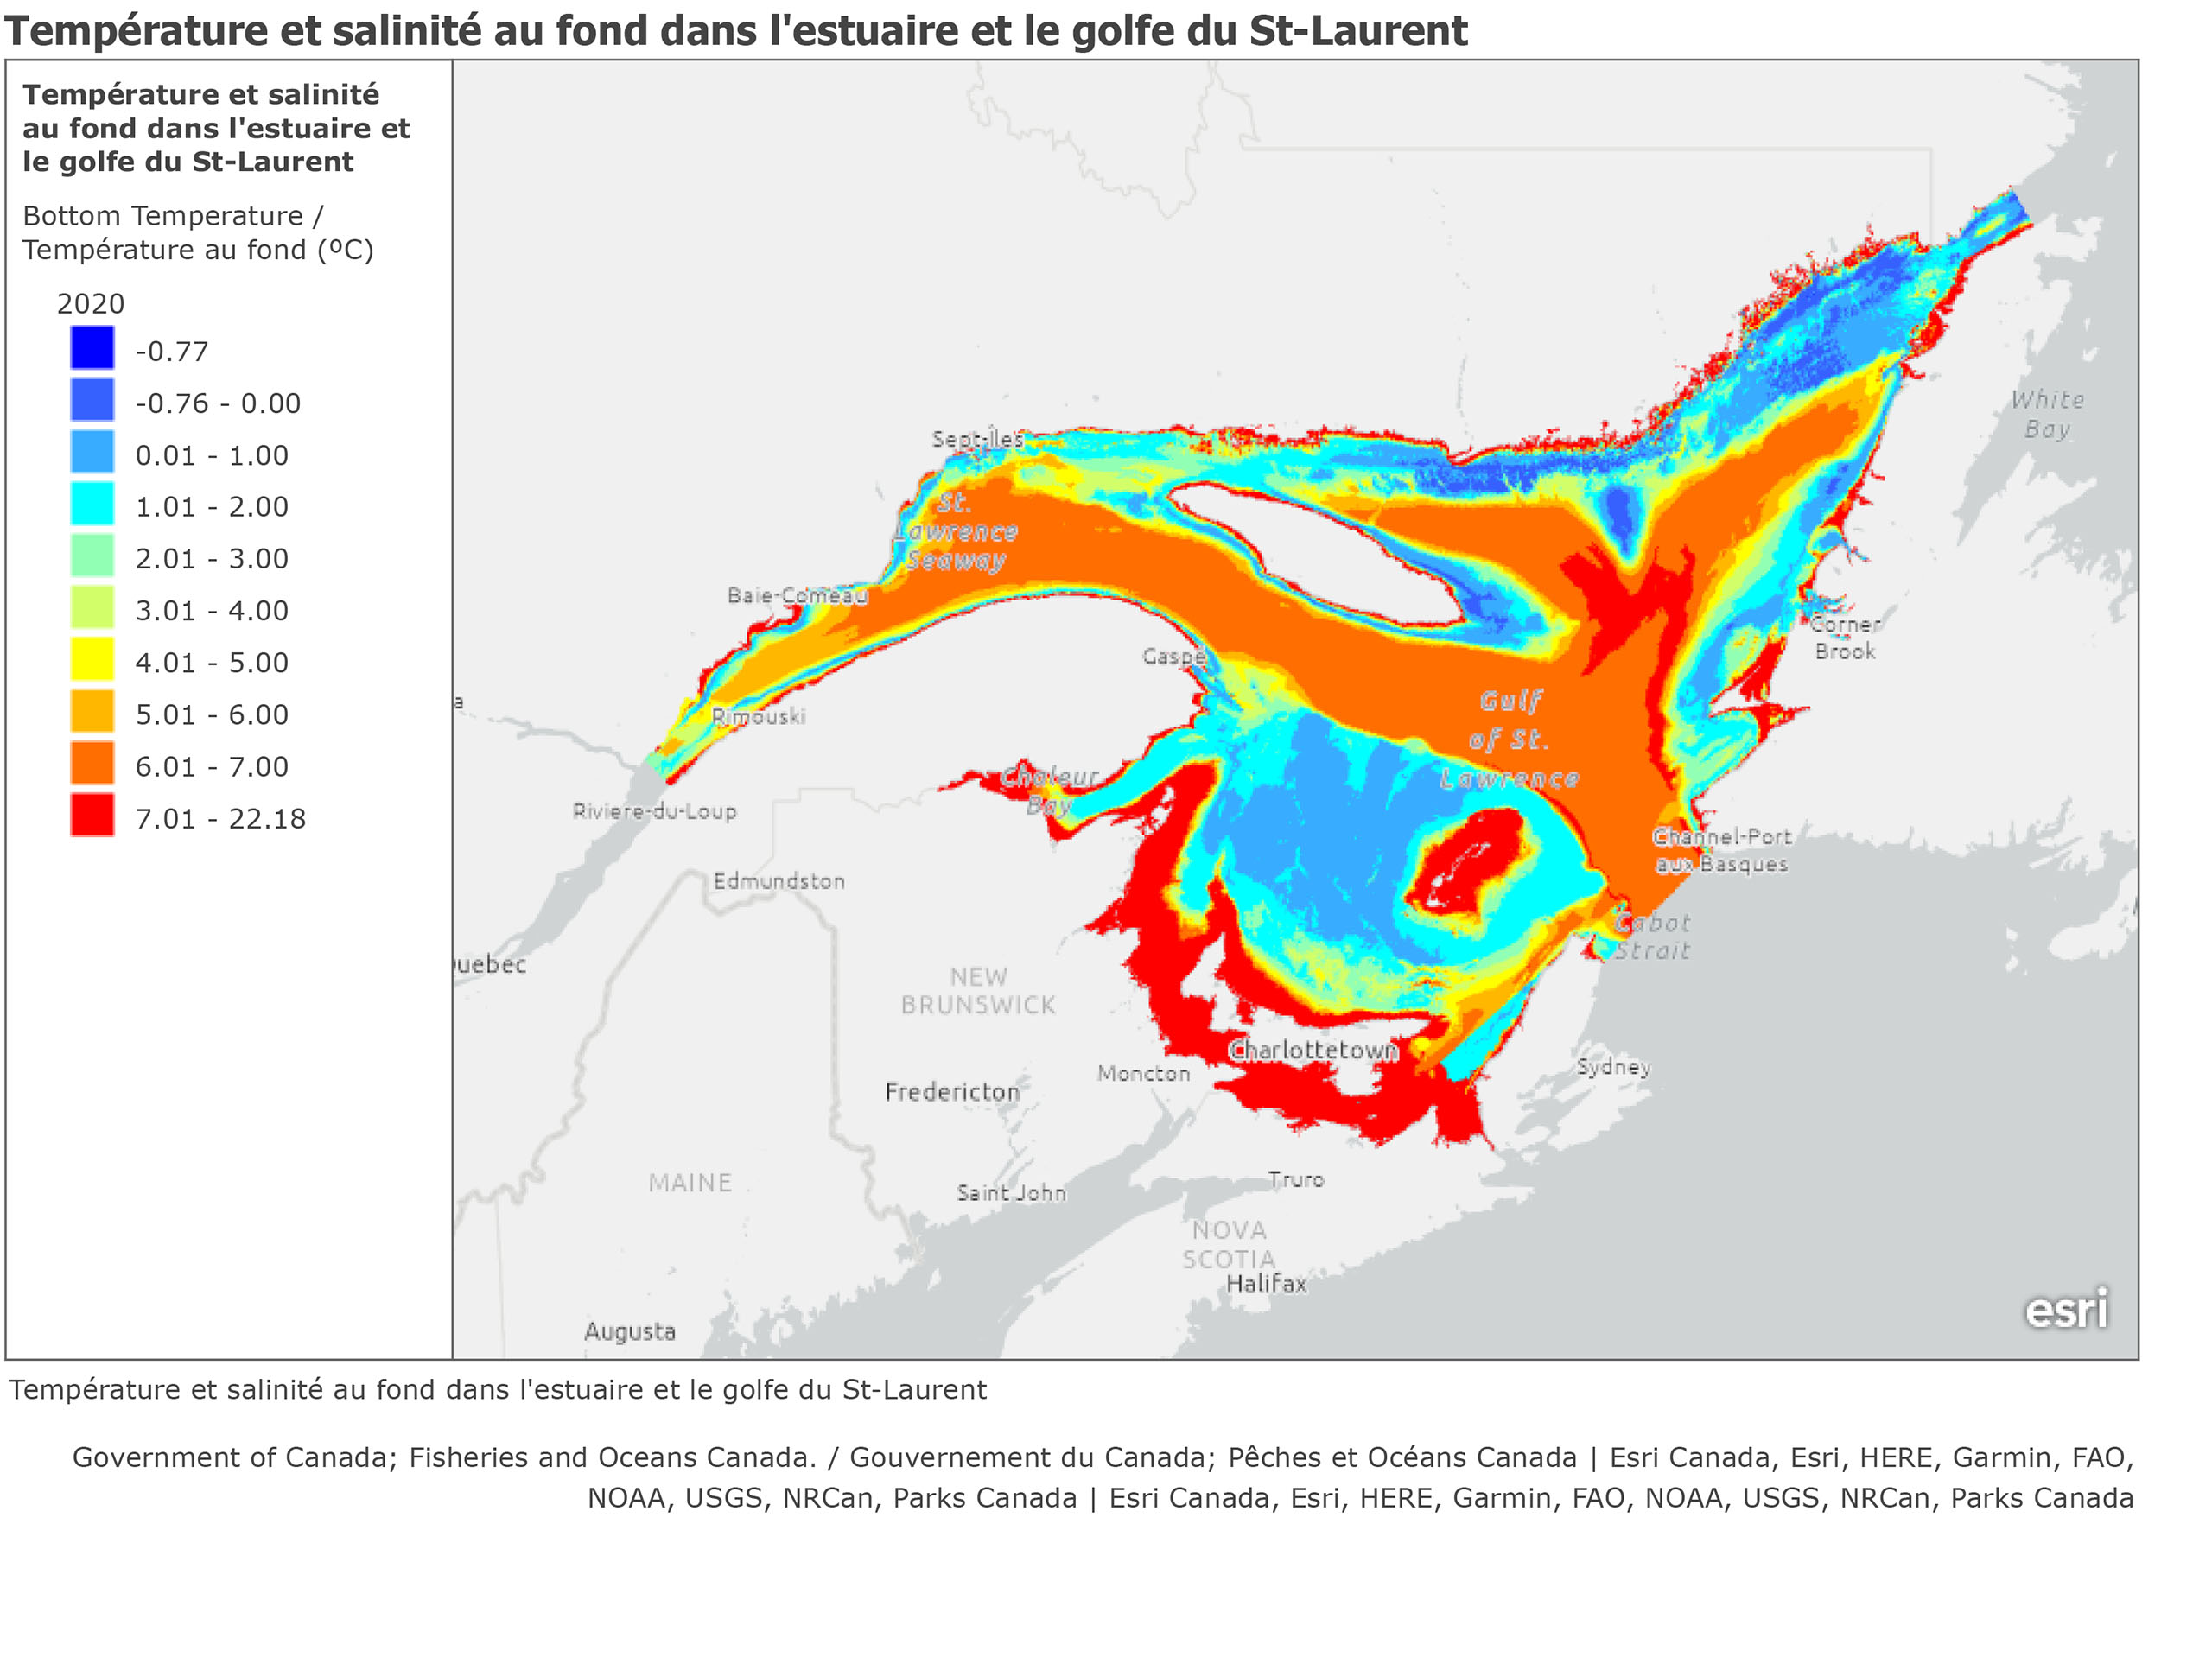 Température et salinité au fond dans l'estuaire et le golfe du St-Laurent
Température et salinité
au fond dans l'estuaire et
le golfe du St-Laurent
Bottom Temperature /
Température au fond (ºC)
2020
-0.77
-0.76 - 0.00
0.01 - 1.00
1.01 - 2.00
2.01 - 3.00
3.01 - 4.00
4.01 - 5.00
5.01 - 6.00
6.01 - 7.00
7.01 - 22.18
White
Bay
Sept-Îles
St.
Lawrence
Seaway
Baie-Comeau
Corner
Brook
Gaspé
Gulf
of St.
Lawrence
a
Rimouski
Chaleur
Bay
Riviere-du-Loup
Channel-Port
aux Basques
Edmundston
Cabot
Strait
uebec
NEW
BRUNSWICK
Charlottetown
Moncton
Sydney
Fredericton
MAINE
Truro
Saint John
NOVA
SCOTIA
Halifax
Augusta
esri
Température et salinité au fond dans l'estuaire et le golfe du St-Laurent
Government of Canada; Fisheries and Oceans Canada. / Gouvernement du Canada; Pêches et Océans Canada | Esri Canada, Esri, HERE, Garmin, FAO,
NOAA, USGS, NRCan, Parks Canada | Esri Canada, Esri, HERE, Garmin, FAO, NOAA, USGS, NRCan, Parks Canada